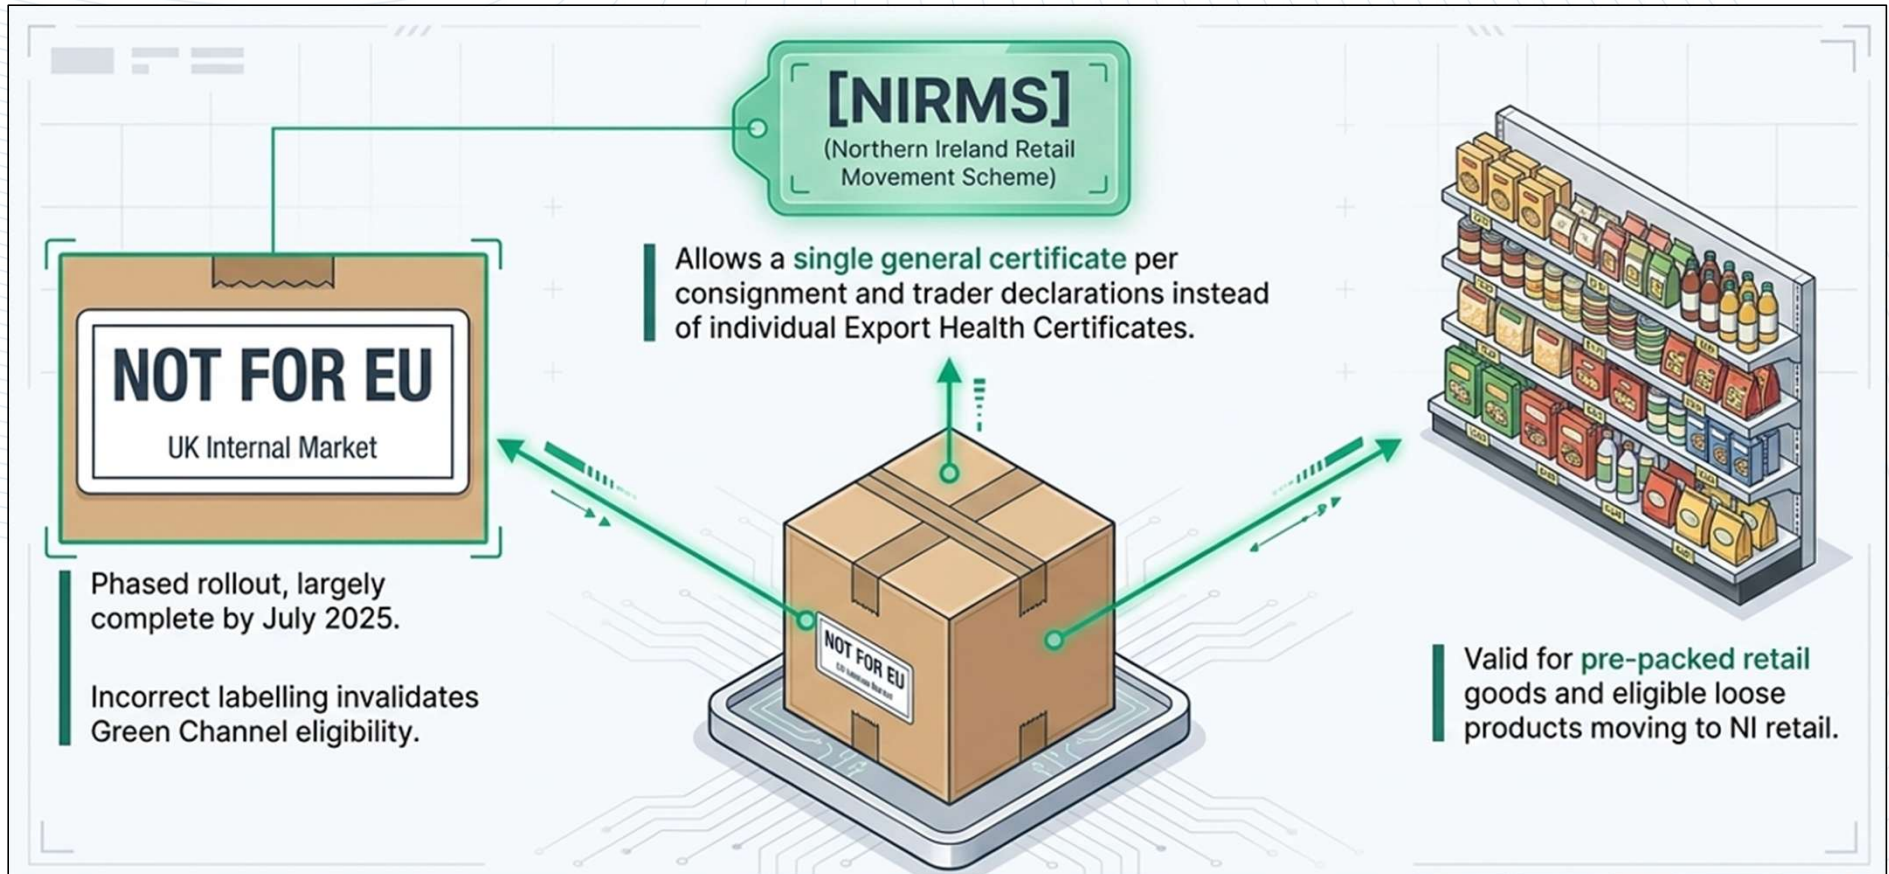 [NIRMS]
(Northern Ireland Retail
Movement Scheme)
Allows a single general certificate per
consignment and trader declarations instead
of individual Export Health Certificates.
NOT FOR EU
UK Internal Market
Phased rollout, largely
complete by July 2025.
Incorrect labelling invalidates
Green Channel eligibility.
NOT FOR EU
Valid for pre-packed retail
goods and eligible loose
products moving to NI retail.